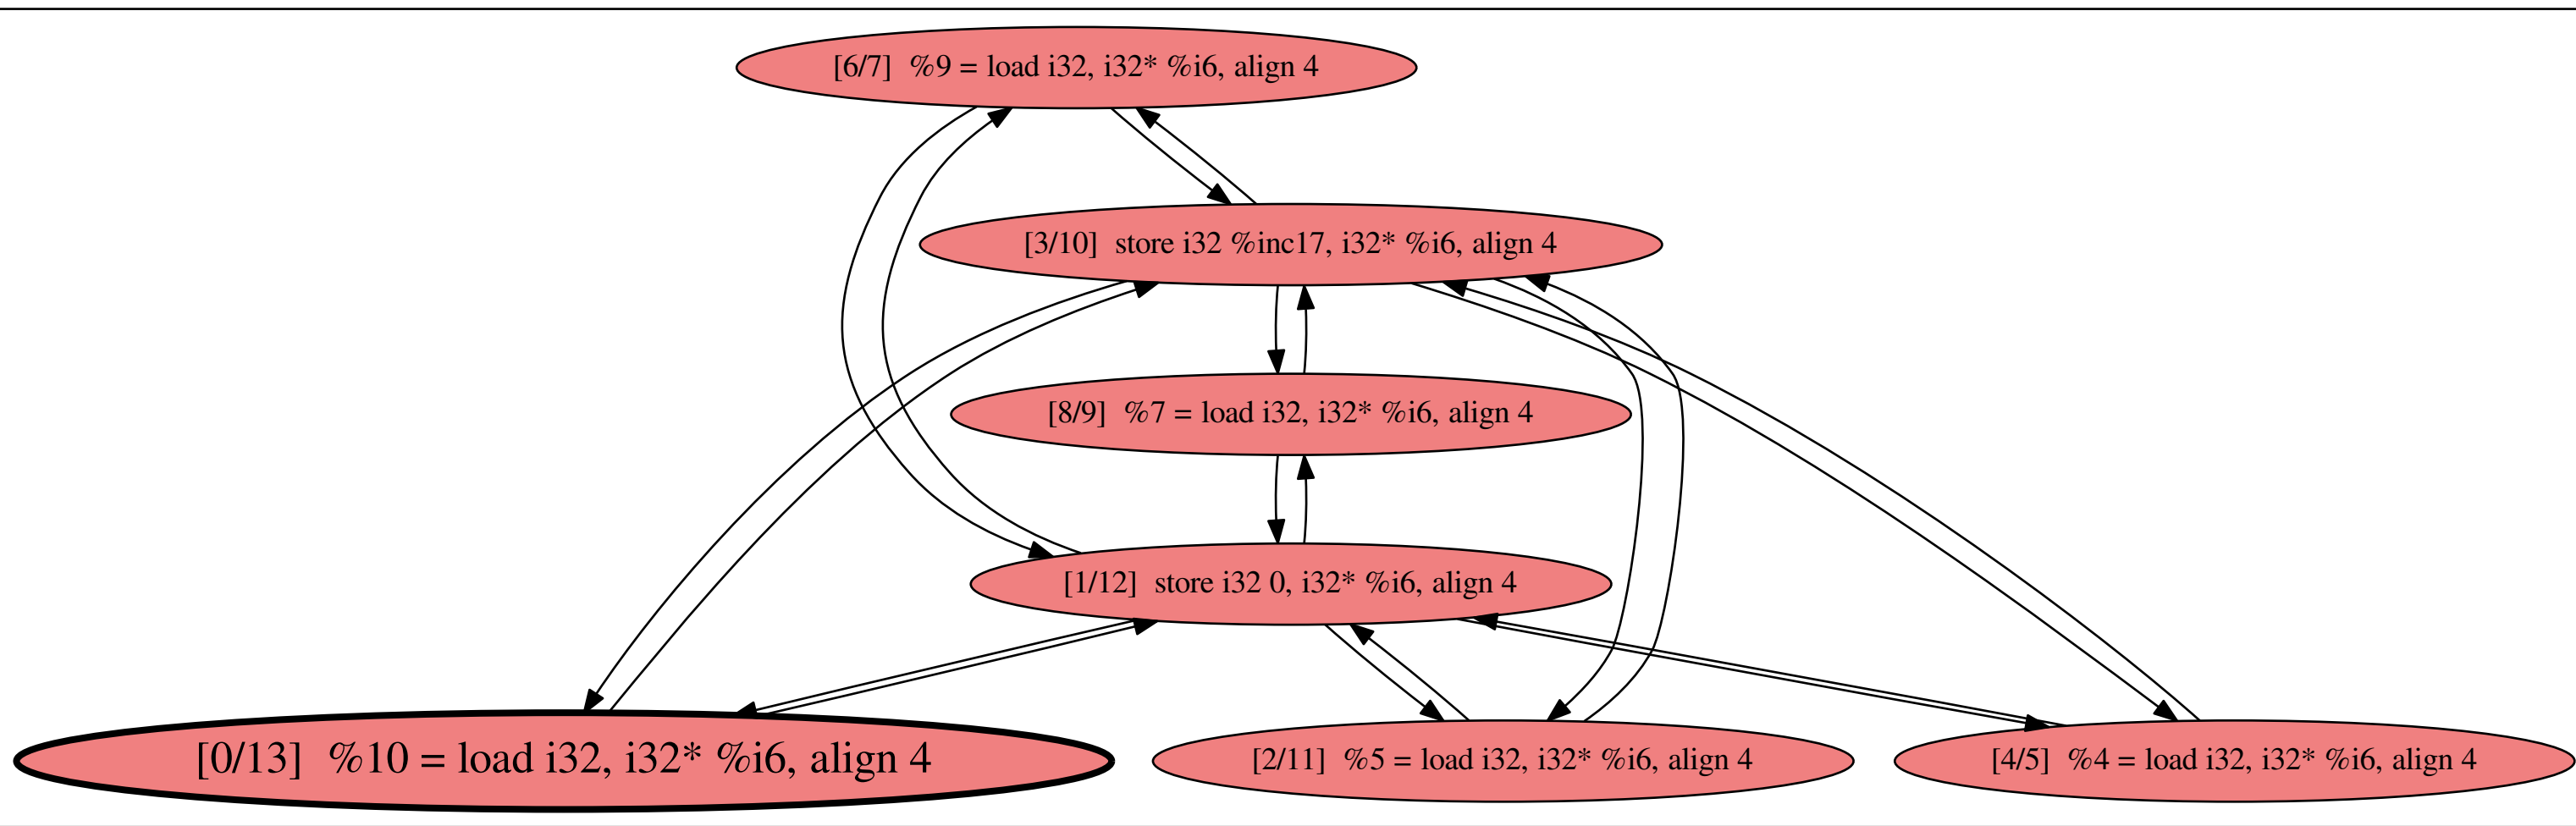 [6/7] %9 = load i32, i32* %i6, align 4
[3/10] store i32 %inc17, i32* %i6, align 4
[8/9] %7 = load i32, i32* %i6, align 4
[1/12] store i32 0, i32* %i6, align 4
[0/13] %10 = load i32, i32* %i6, align 4
[2/11] %5 = load i32, i32* %i6, align 4
[4/5] %4 = load i32, i32* %i6, align 4